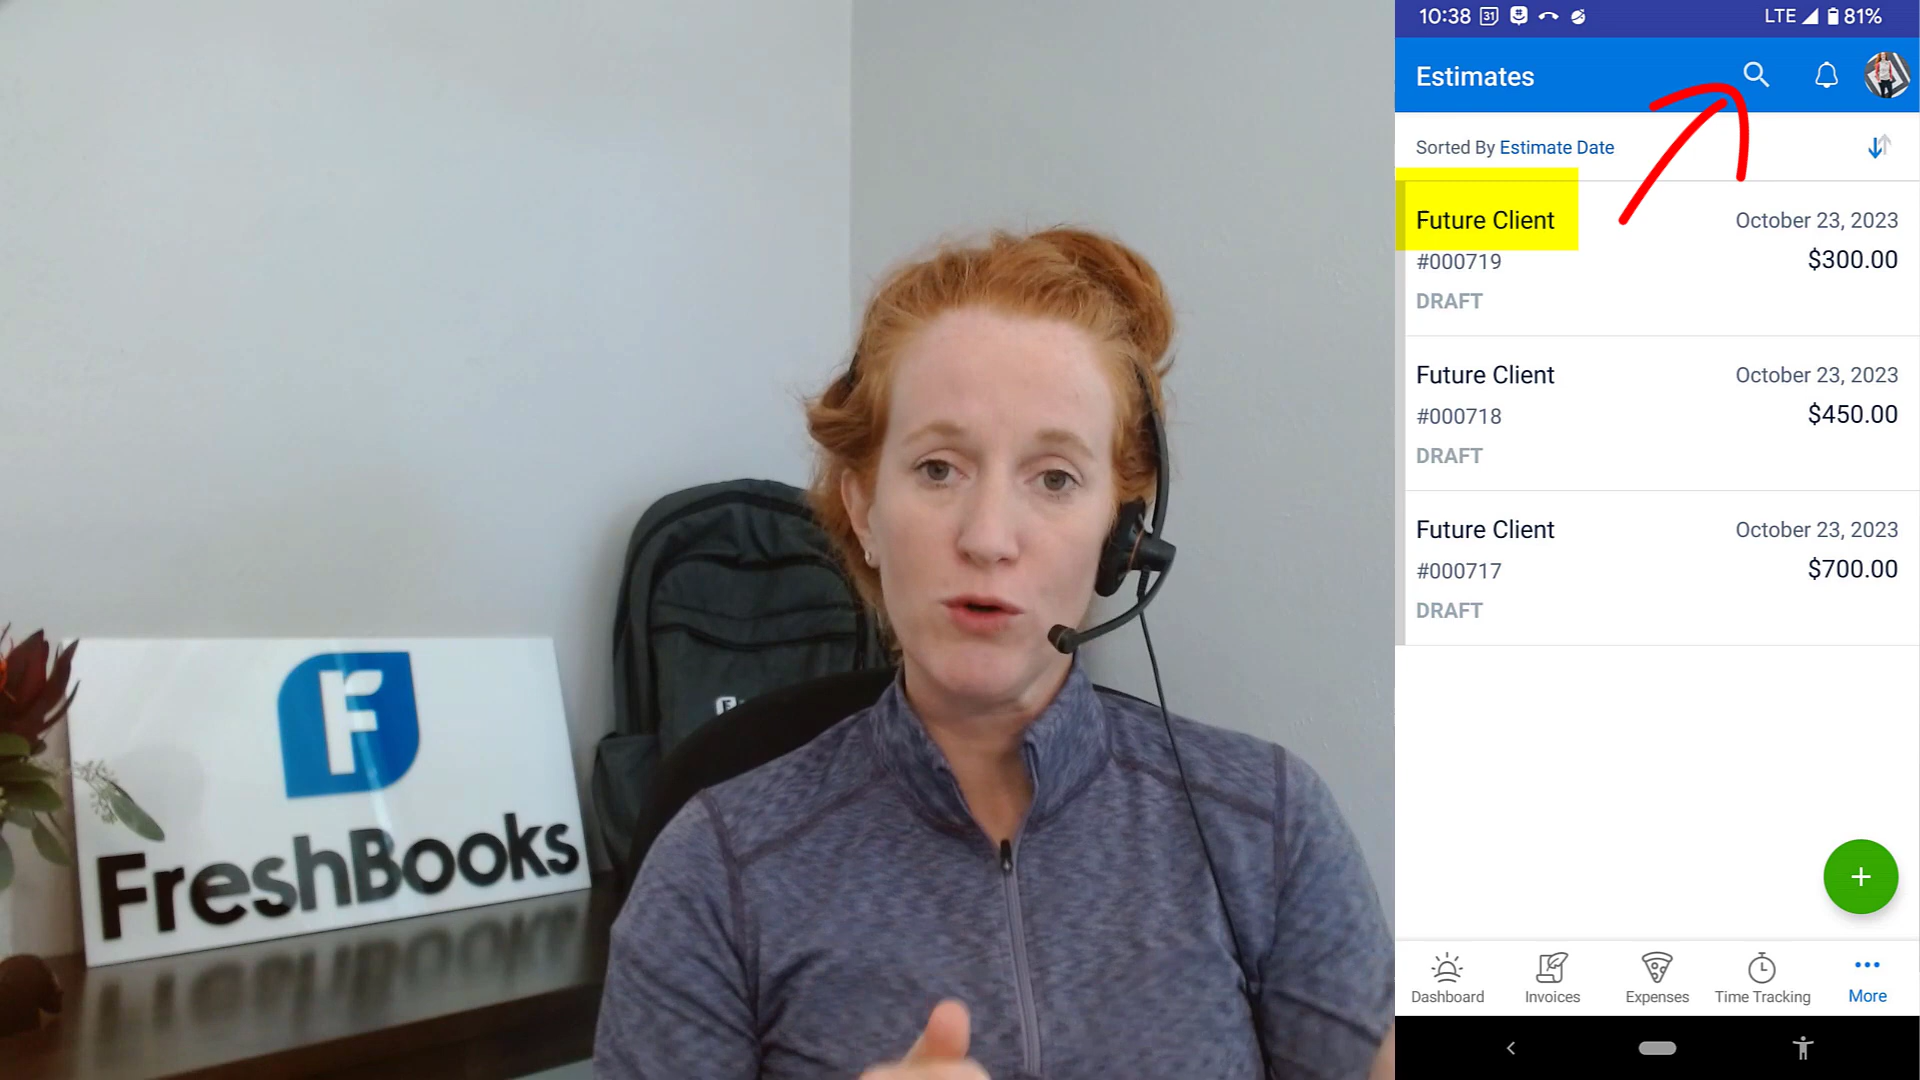 FreshBooks
10:38 31 LTE 81%
Estimates
Sorted By Estimate Date
Future Client October 23, 2023
#000719 $300.00
DRAFT
Future Client October 23, 2023
#000718 $450.00
DRAFT
Future Client October 23, 2023
#000717 $700.00
DRAFT
Dashboard Invoices Expenses Time Tracking More